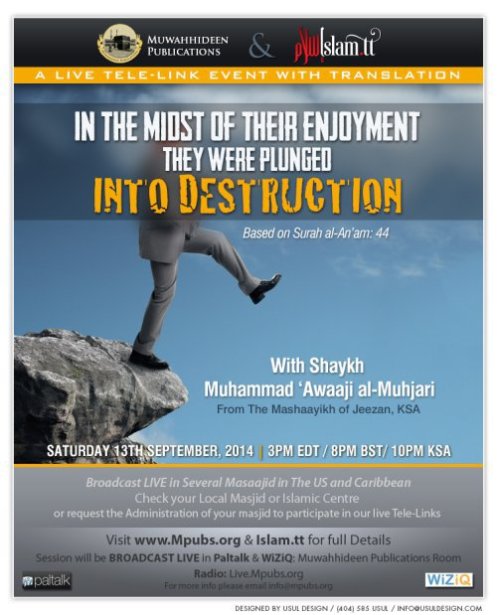 MUWAHHIDEEN
PUBLICATIONS
&
Islam.tt
A LIVE TELE-LINK EVENT WITH TRANSLATION
IN THE MIDST OF THEIR ENJOYMENT
THEY WERE PLUNGED
INTO DESTRUCTION
Based on Surah al-An'am: 44
With Shaykh
Muhammad 'Awaaji al-Muhjari
From The Mashaayikh of Jeezan, KSA
SATURDAY 13TH SEPTEMBER, 2014 | 3PM EDT / 8PM BST/ 10PM KSA
Broadcast LIVE in Several Masaajid in The US and Caribbean
Check your Local Masjid or Islamic Centre
or request the Administration of your masjid to participate in our live Tele-Links
Visit www.Mpubs.org & Islam.tt for full Details
Session will be BROADCAST LIVE in Paltalk & WiZiQ: Muwahhideen Publications Room
Radio: Live.Mpubs.org
For more info please email info@mpubs.org
paltalk
WiZiQ
DESIGNED BY USUL DESIGN / (404) 585 USUL / INFO@USULDESIGN.COM